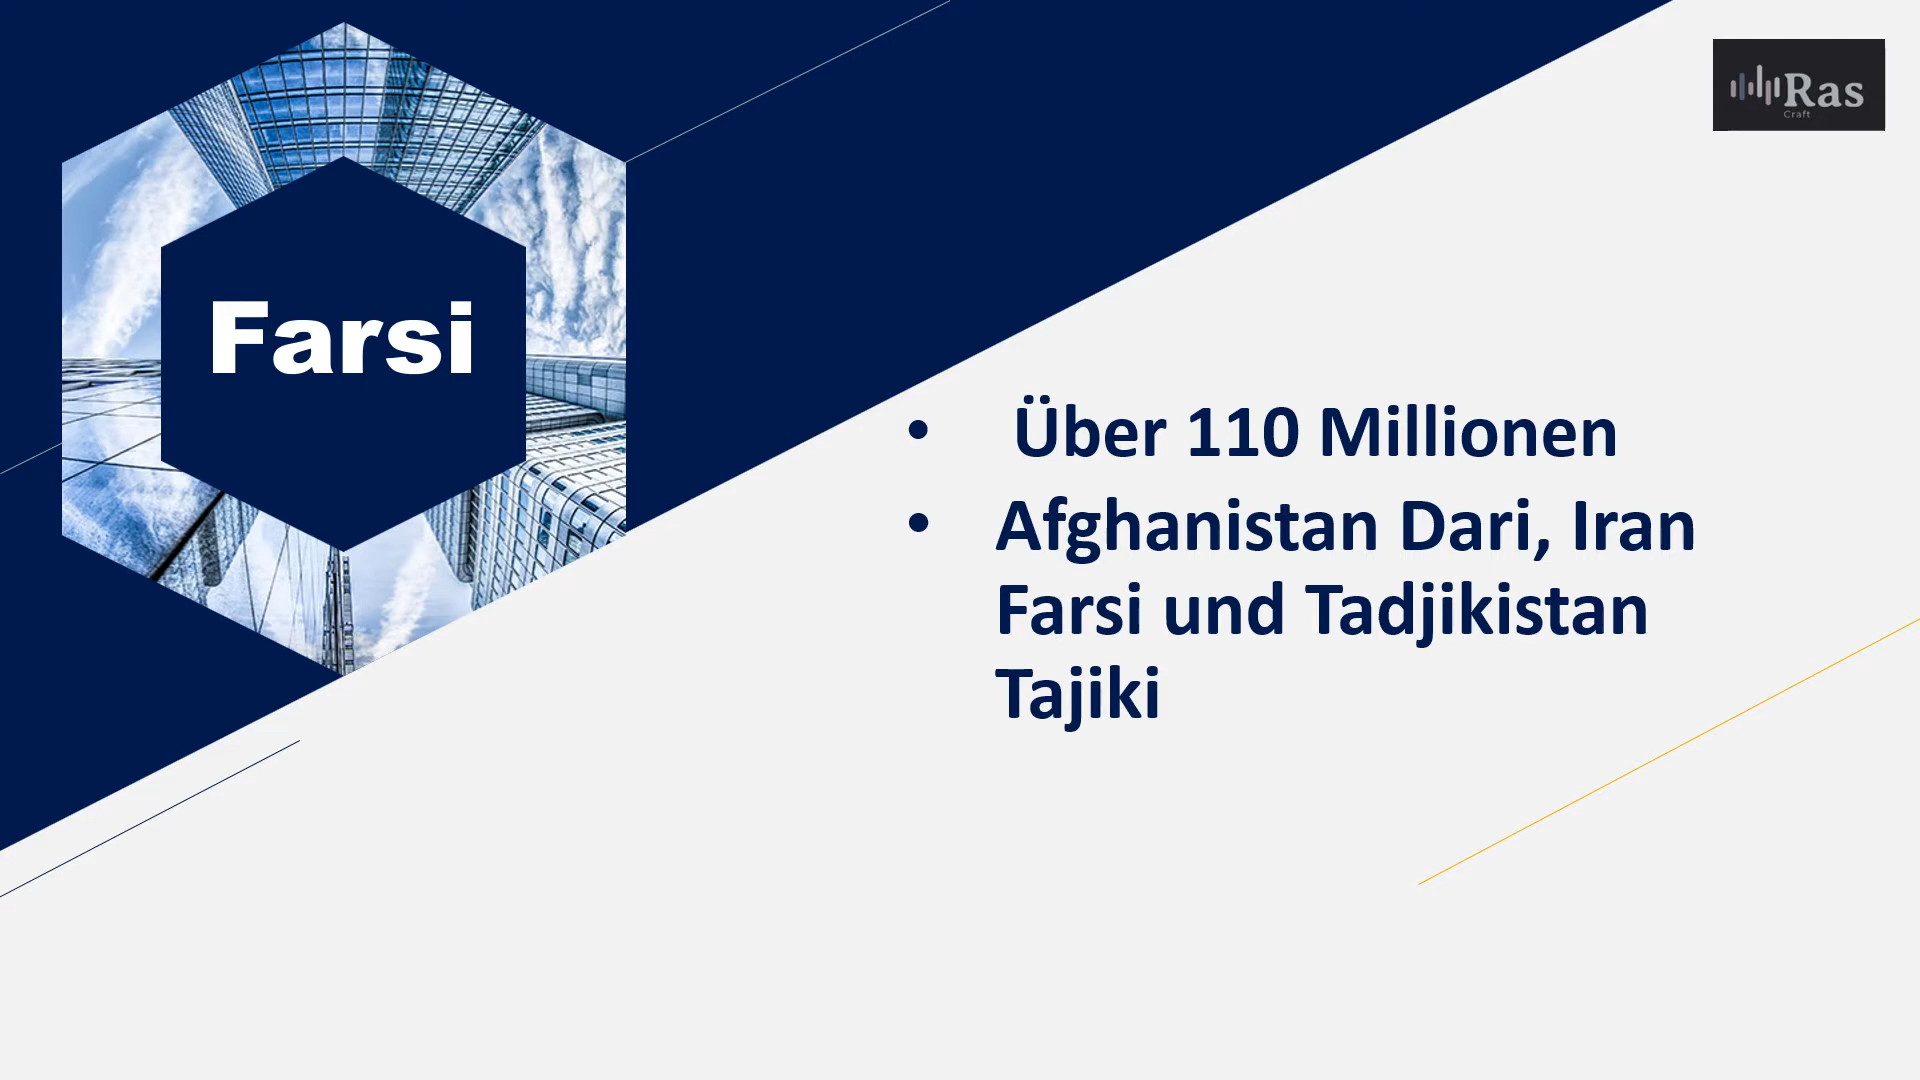 Ras
Craft
Farsi
• Über 110 Millionen
• Afghanistan Dari, Iran
Farsi und Tadjikistan
Tajiki